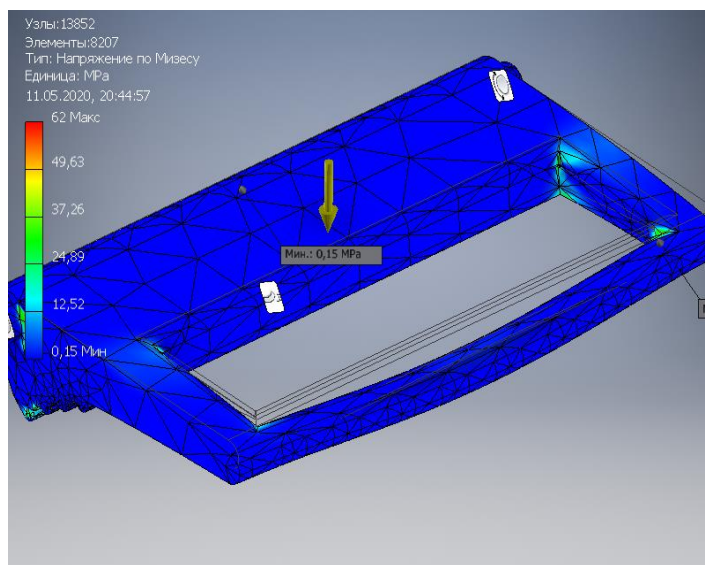 Узлы:13852
Элементы:8207
Тип: Напряжение по Мизесу
Единица: MPa
11.05.2020, 20:44:57
62 Макс
49,63
37,26
24,89
12,52
0,15 Мин
Мин.: 0,15 MPa